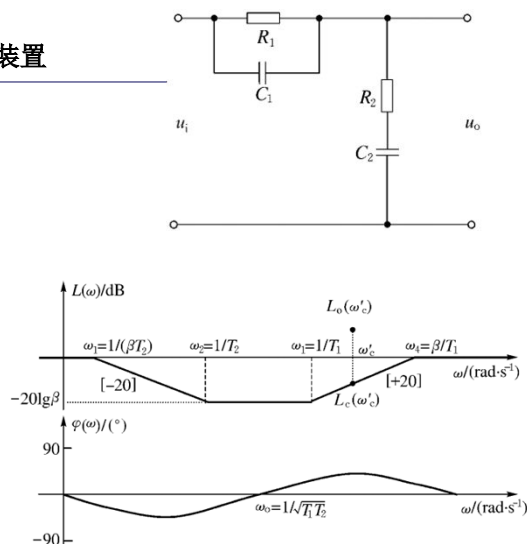 装置
R₁
C₁
R₂
uᵢ
uₒ
C₂
L(ω)/dB
Lₒ(ω′c)
ω₁=1/(βT₂)
ω₂=1/T₂
ω₁=1/T₁
ω′c
ω₄=β/T₁
[-20]
[+20]
ω/(rad·s⁻¹)
-20lgβ
L꜀(ω′c)
φ(ω)/(°)
90
ω₀=1/√T₁T₂
ω/(rad·s⁻¹)
-90